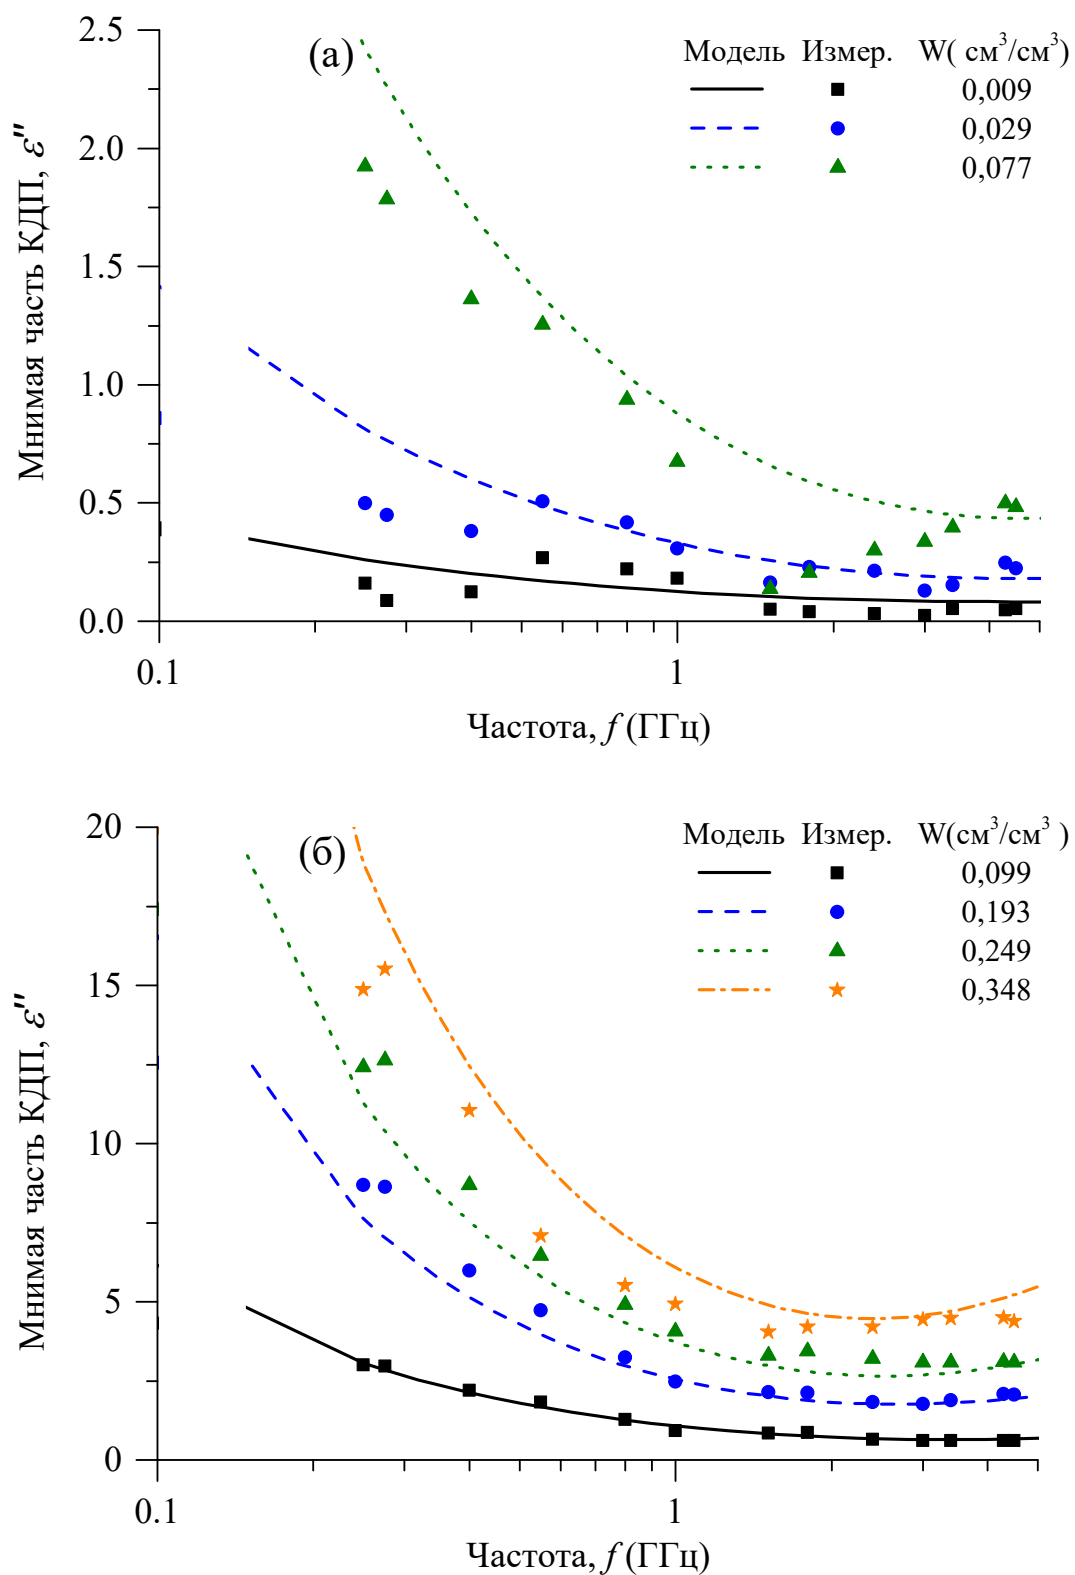 (а)
Модель Измер. W( см³/см³)
0,009
0,029
0,077
2.5
2.0
1.5
1.0
0.5
0.0
Мнимая часть КДП, ε″
0.1 1
Частота, f (ГГц)
(б)
Модель Измер. W(см³/см³ )
0,099
0,193
0,249
0,348
20
15
10
5
0
Мнимая часть КДП, ε″
0.1 1
Частота, f (ГГц)